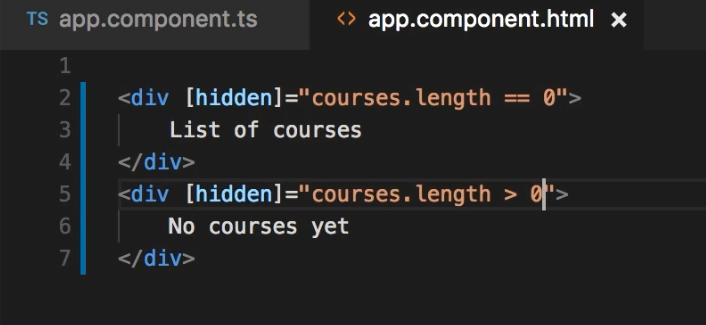 TS app.component.ts
<> app.component.html ×
1
2 <div [hidden]="courses.length == 0">
3 List of courses
4 </div>
5 <div [hidden]="courses.length > 0">
6 No courses yet
7 </div>